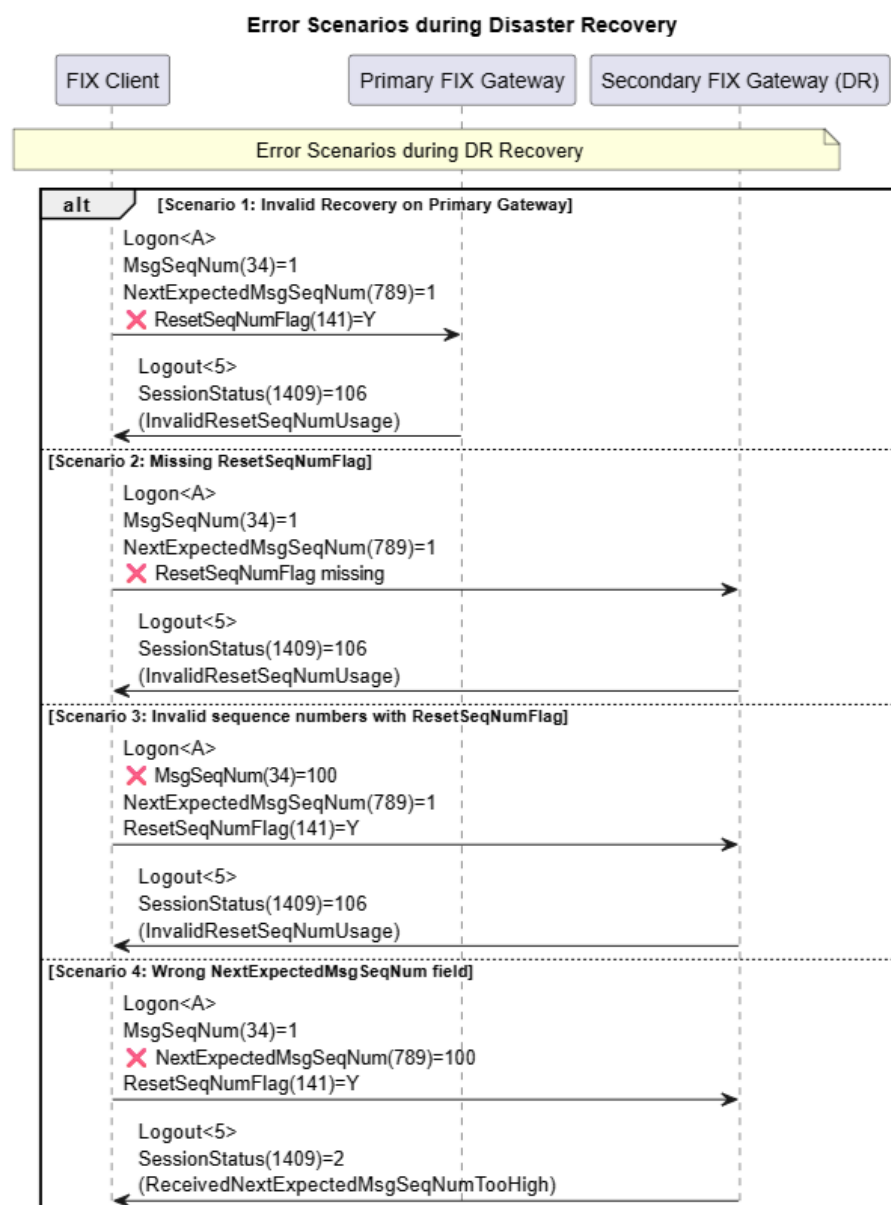 Error Scenarios during Disaster Recovery
FIX Client
Primary FIX Gateway
Secondary FIX Gateway (DR)
Error Scenarios during DR Recovery
alt
[Scenario 1: Invalid Recovery on Primary Gateway]
Logon<A>
MsgSeqNum(34)=1
NextExpectedMsgSeqNum(789)=1
❌ ResetSeqNumFlag(141)=Y
Logout<5>
SessionStatus(1409)=106
(InvalidResetSeqNumUsage)
[Scenario 2: Missing ResetSeqNumFlag]
Logon<A>
MsgSeqNum(34)=1
NextExpectedMsgSeqNum(789)=1
❌ ResetSeqNumFlag missing
Logout<5>
SessionStatus(1409)=106
(InvalidResetSeqNumUsage)
[Scenario 3: Invalid sequence numbers with ResetSeqNumFlag]
Logon<A>
❌ MsgSeqNum(34)=100
NextExpectedMsgSeqNum(789)=1
ResetSeqNumFlag(141)=Y
Logout<5>
SessionStatus(1409)=106
(InvalidResetSeqNumUsage)
[Scenario 4: Wrong NextExpectedMsgSeqNum field]
Logon<A>
MsgSeqNum(34)=1
❌ NextExpectedMsgSeqNum(789)=100
ResetSeqNumFlag(141)=Y
Logout<5>
SessionStatus(1409)=2
(ReceivedNextExpectedMsgSeqNumTooHigh)